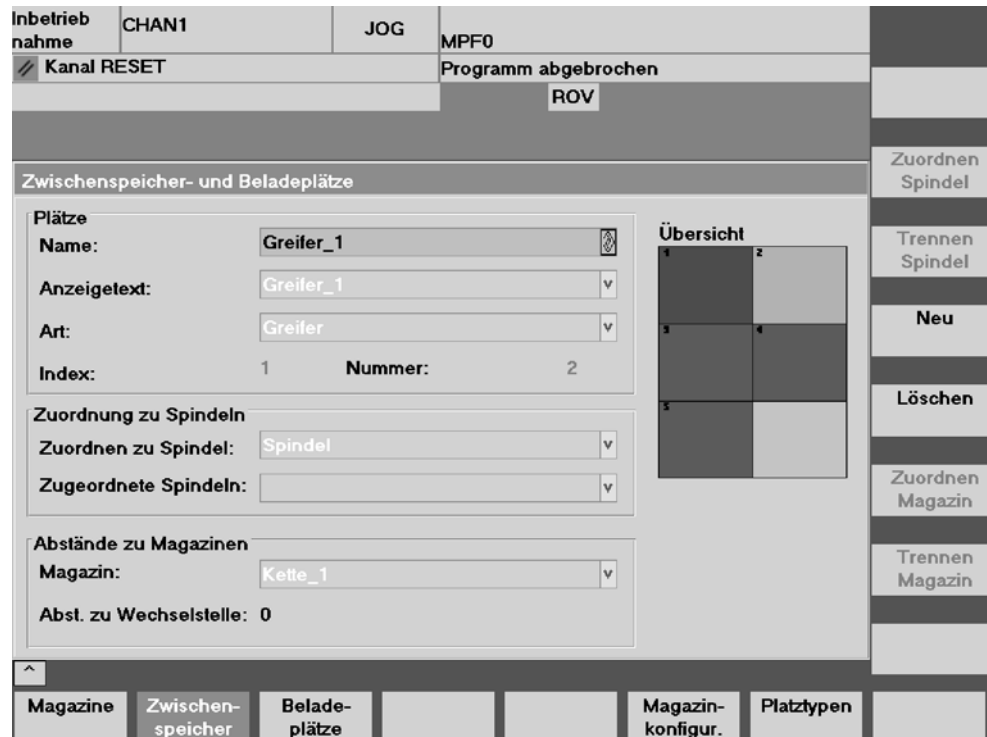 Inbetrieb
nahme
CHAN1
JOG
MPF0
Kanal RESET
Programm abgebrochen
ROV
Zwischenspeicher- und Beladeplätze
Plätze
Name: Greifer_1
Anzeigetext: Greifer_1
Art: Greifer
Index: 1 Nummer: 2
Zuordnung zu Spindeln
Zuordnen zu Spindel: Spindel
Zugeordnete Spindeln:
Abstände zu Magazinen
Magazin: Kette_1
Abst. zu Wechselstelle: 0
Übersicht
1 2
3 4
5
Zuordnen
Spindel
Trennen
Spindel
Neu
Löschen
Zuordnen
Magazin
Trennen
Magazin
^
Magazine
Zwischen-
speicher
Belade-
plätze
Magazin-
konfigur.
Platztypen